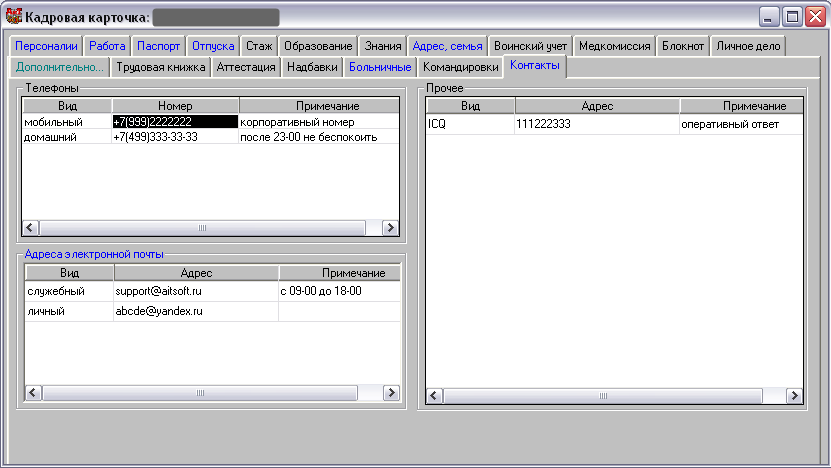 Кадровая карточка:
Персоналии Работа Паспорт Отпуска Стаж Образование Знания Адрес, семья Воинский учет Медкомиссия Блокнот Личное дело
Дополнительно... Трудовая книжка Аттестация Надбавки Больничные Командировки Контакты
Телефоны
Вид Номер Примечание
мобильный +7(999)2222222 корпоративный номер
домашний +7(499)333-33-33 после 23-00 не беспокоить
Адреса электронной почты
Вид Адрес Примечание
служебный support@aitsoft.ru с 09-00 до 18-00
личный abcde@yandex.ru
Прочее
Вид Адрес Примечание
ICQ 111222333 оперативный ответ